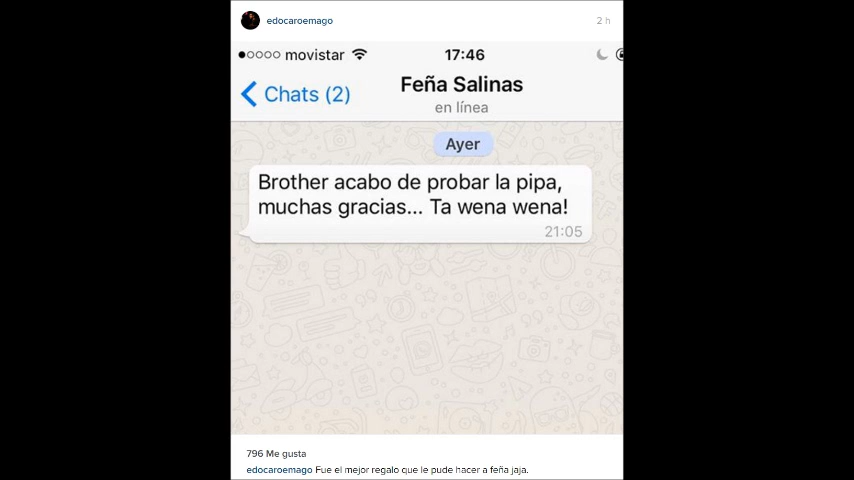 edocaroemago
2 h
movistar
17:46
Chats (2)
Feña Salinas
en línea
Ayer
Brother acabo de probar la pipa,
muchas gracias... Ta wena wena!
21:05
796 Me gusta
edocaroemago Fue el mejor regalo que le pude hacer a feña jaja.